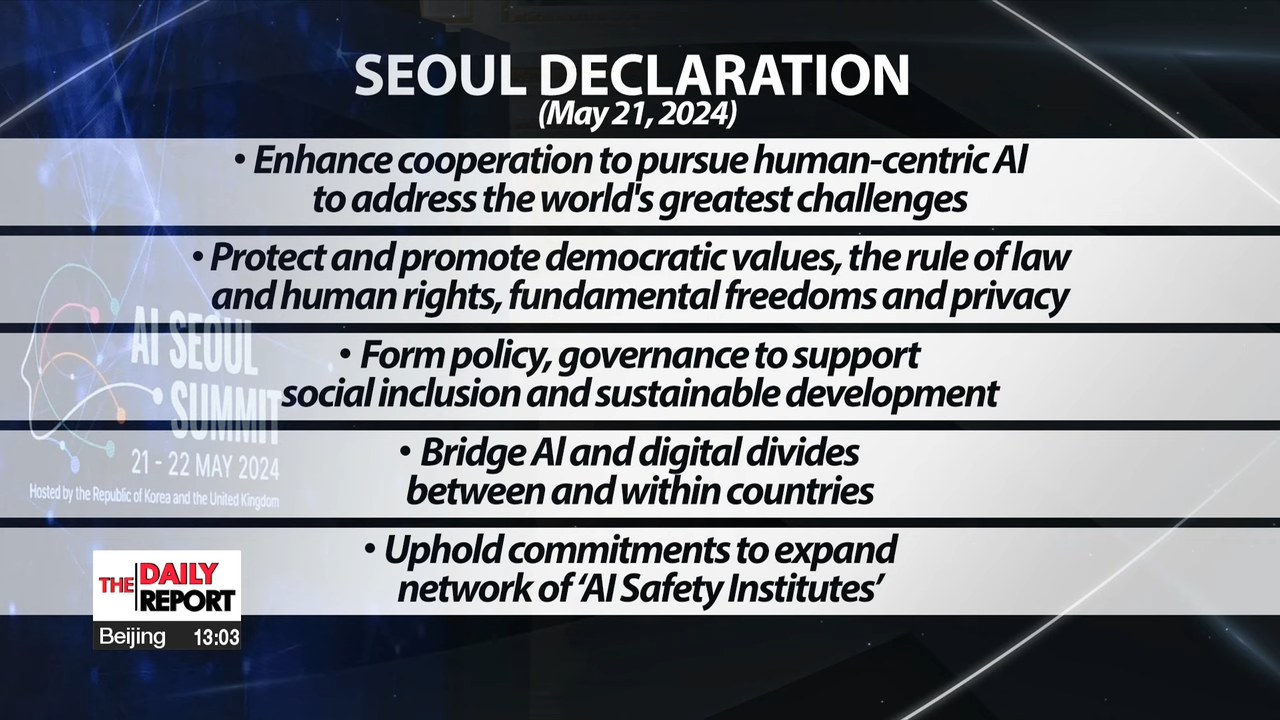 SEOUL DECLARATION
(May 21, 2024)
• Enhance cooperation to pursue human-centric AI
to address the world's greatest challenges
• Protect and promote democratic values, the rule of law
and human rights, fundamental freedoms and privacy
• Form policy, governance to support
social inclusion and sustainable development
• Bridge AI and digital divides
between and within countries
• Uphold commitments to expand
network of ‘AI Safety Institutes’
AI SEOUL
SUMMIT
21 - 22 MAY 2024
Hosted by the Republic of Korea and the United Kingdom
THE DAILY
REPORT
Beijing 13:03